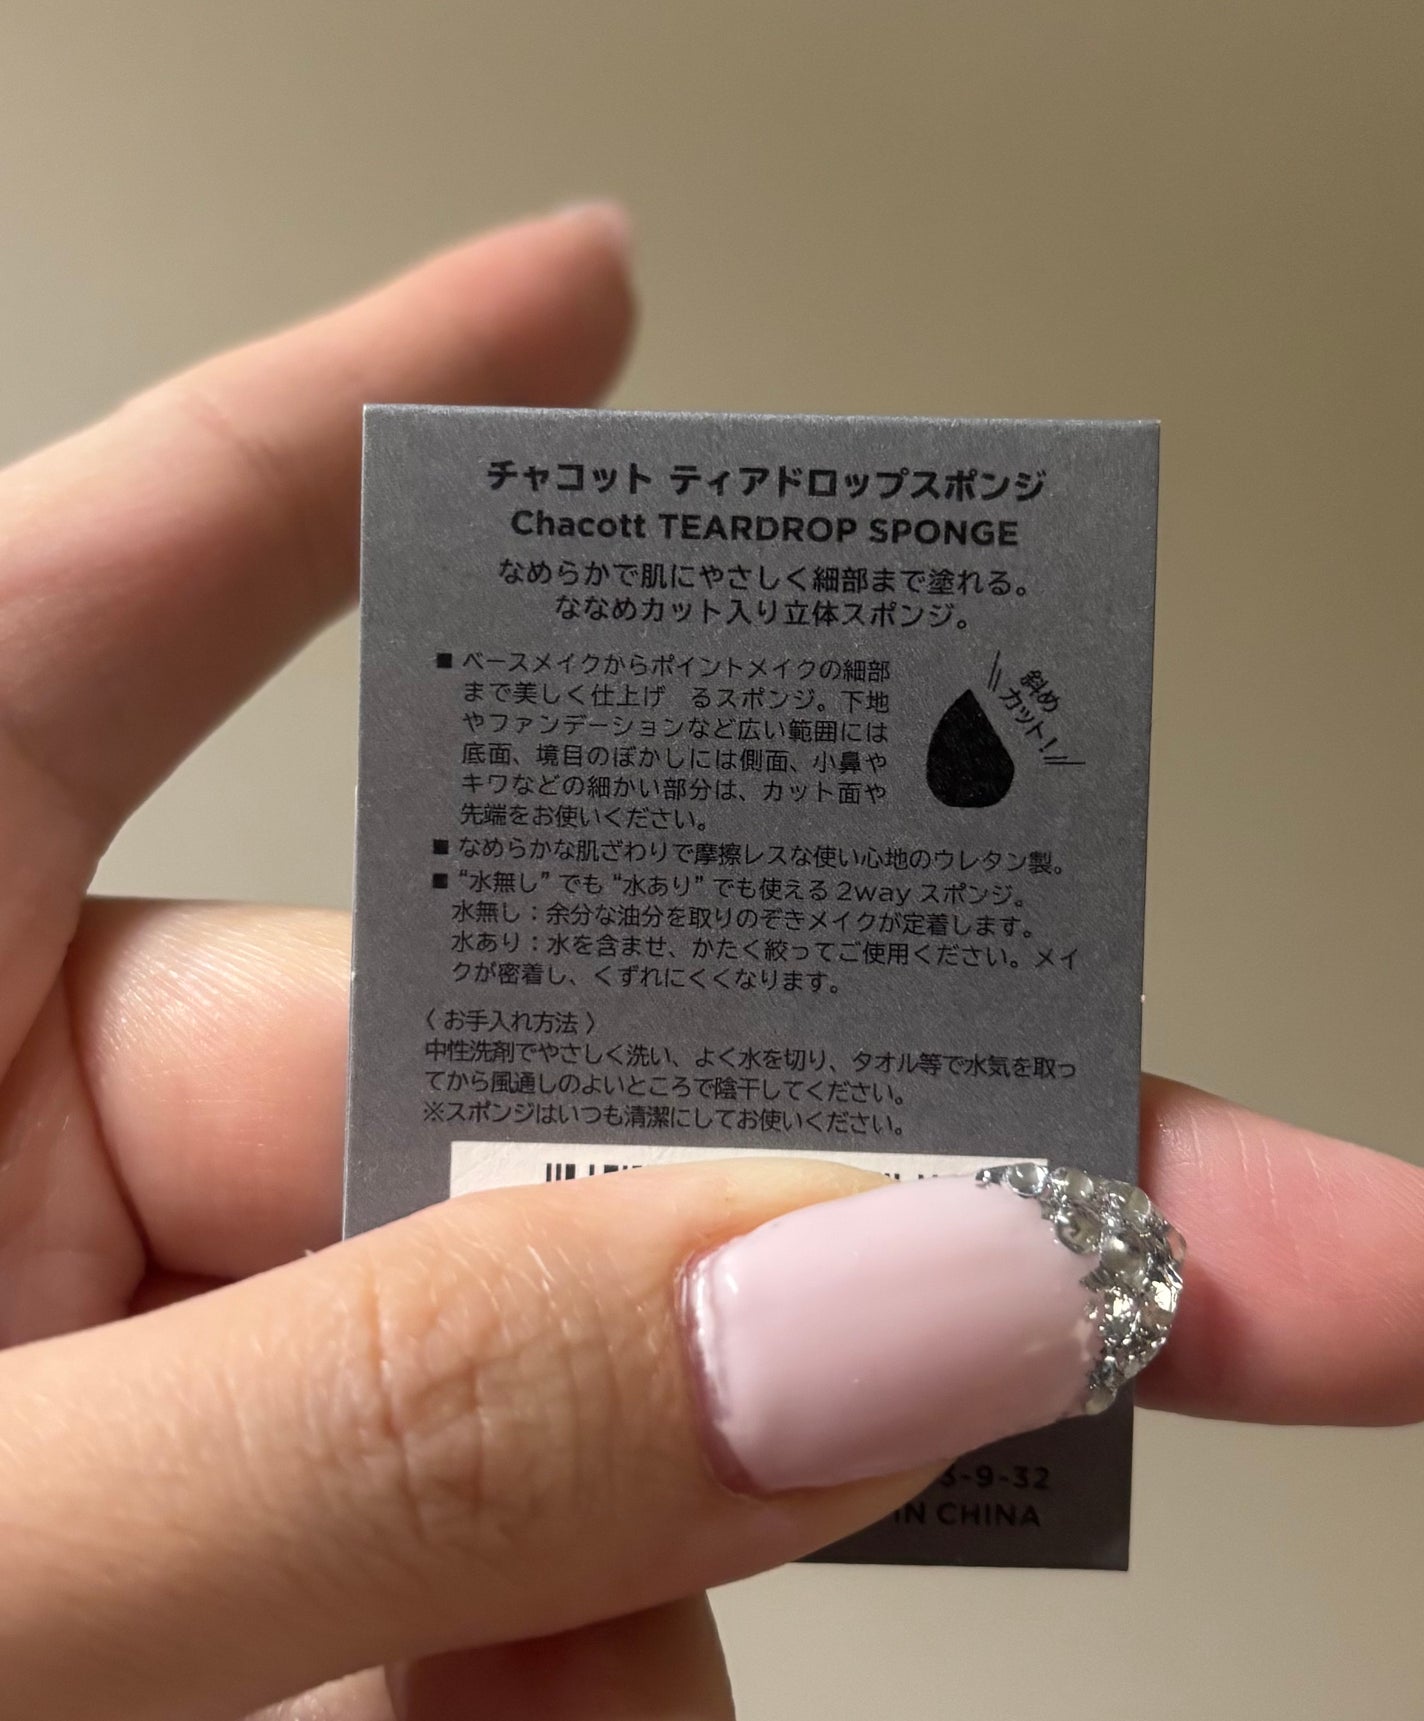 チャコット ティアドロップスポンジ
Chacott TEARDROP SPONGE
なめらかで肌にやさしく細部まで塗れる。
ななめカット入り立体スポンジ。
■ベースメイクからポイントメイクの細部
まで美しく仕上げ　るスポンジ。下地
やファンデーションなど広い範囲には
底面、境目のぼかしには側面、小鼻や
キワなどの細かい部分は、カット面や
先端をお使いください。
斜め
カット!
■なめらかな肌ざわりで摩擦レスな使い心地のウレタン製。
■“水無し”でも“水あり”でも使える2wayスポンジ。
水無し：余分な油分を取りのぞきメイクが定着します。
水あり：水を含ませ、かたく絞ってご使用ください。メイ
クが密着し、くずれにくくなります。
〈お手入れ方法〉
中性洗剤でやさしく洗い、よく水を切り、タオル等で水気を取っ
てから風通しのよいところで陰干してください。
※スポンジはいつも清潔にしてお使いください。
3-9-32
IN CHINA